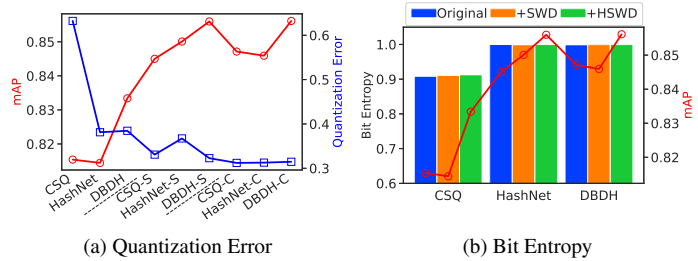 Original +SWD +HSWD
0.85
0.84
0.83
0.82
mAP
0.6
0.5
0.4
0.3
Quantization Error
CSQ
HashNet
DBDH
CSQ-S
HashNet-S
DBDH-S
CSQ-C
HashNet-C
DBDH-C
(a) Quantization Error
1.0
0.9
0.8
0.7
0.6
Bit Entropy
0.85
0.84
0.83
0.82
mAP
CSQ HashNet DBDH
(b) Bit Entropy